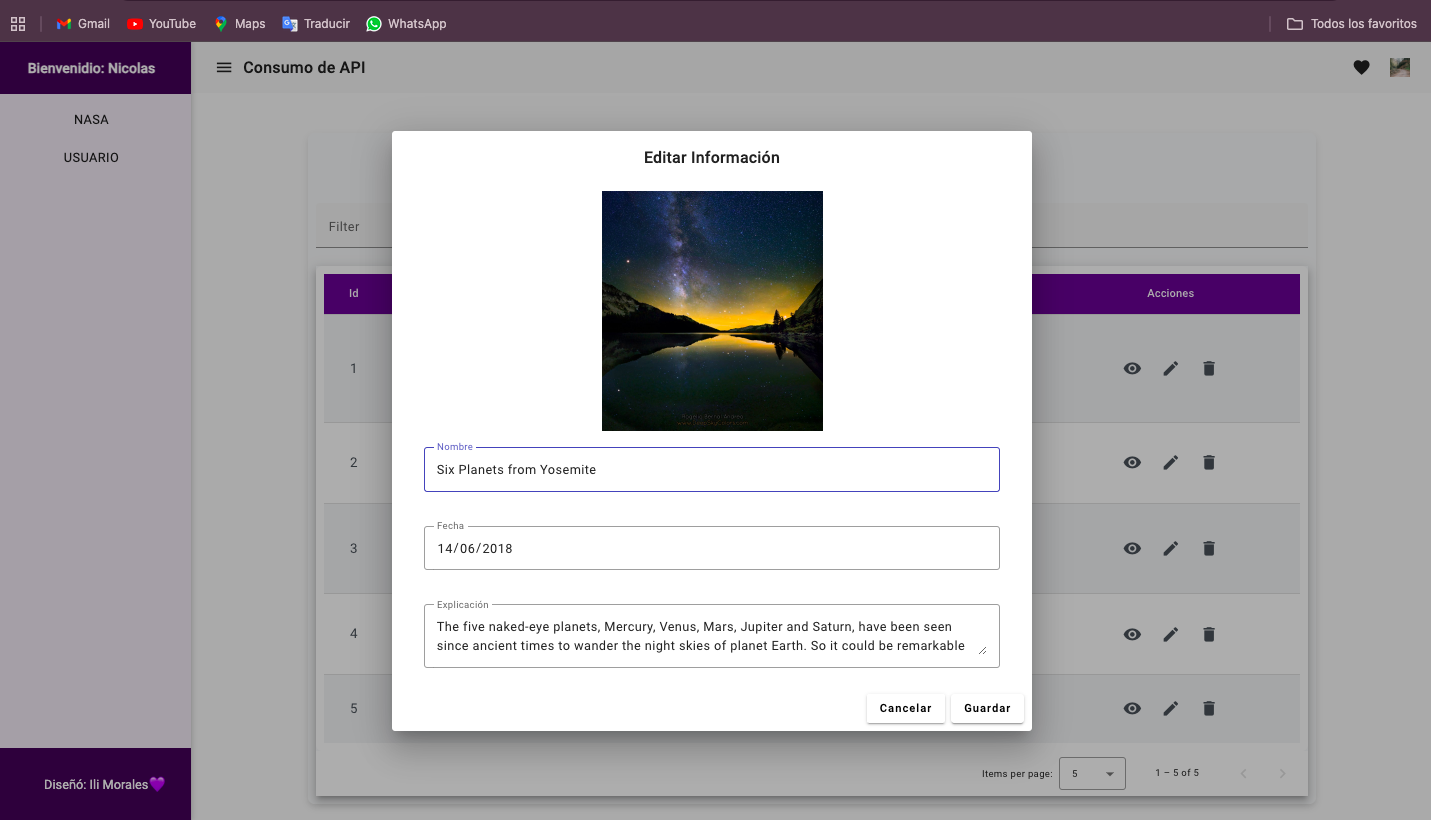 Gmail
YouTube
Maps
Traducir
WhatsApp
Todos los favoritos
Bienvenidio: Nicolas
Consumo de API
NASA
USUARIO
Editar Información
Filter
Id
Acciones
1
2
3
4
5
Nombre
Six Planets from Yosemite
Fecha
14/06/2018
Explicación
The five naked-eye planets, Mercury, Venus, Mars, Jupiter and Saturn, have been seen
since ancient times to wander the night skies of planet Earth. So it could be remarkable
Cancelar
Guardar
Items per page:
5
1 – 5 of 5
Diseñó: Ili Morales💜